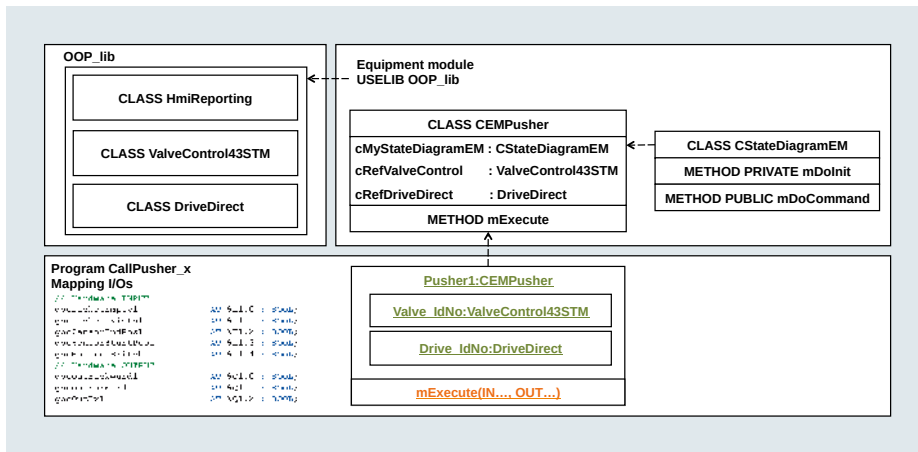 OOP_lib
CLASS HmiReporting
CLASS ValveControl43STM
CLASS DriveDirect
Equipment module
USELIB OOP_lib
CLASS CEMPusher
cMyStateDiagramEM : CStateDiagramEM
cRefValveControl : ValveControl43STM
cRefDriveDirect : DriveDirect
METHOD mExecute
CLASS CStateDiagramEM
METHOD PRIVATE mDoInit
METHOD PUBLIC mDoCommand
Program CallPusher_x
Mapping I/Os
Pusher1:CEMPusher
Valve_IdNo:ValveControl43STM
Drive_IdNo:DriveDirect
mExecute(IN…, OUT…)